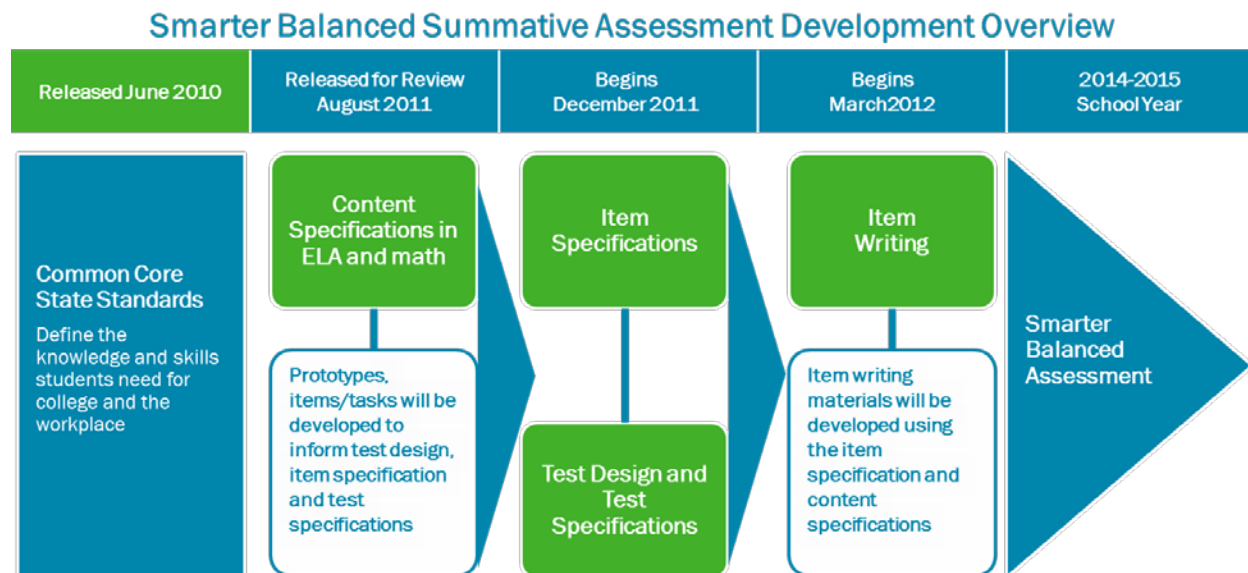 Smarter Balanced Summative Assessment Development Overview
Released June 2010
Released for Review
August 2011
Begins
December 2011
Begins
March2012
2014-2015
School Year
Common Core
State Standards
Define the
knowledge and skills
students need for
college and the
workplace
Content
Specifications in
ELA and math
Prototypes,
items/tasks will be
developed to
inform test design,
item specification
and test
specifications
Item
Specifications
Test Design and
Test
Specifications
Item
Writing
Item writing
materials will be
developed using
the item
specification and
content
specifications
Smarter
Balanced
Assessment